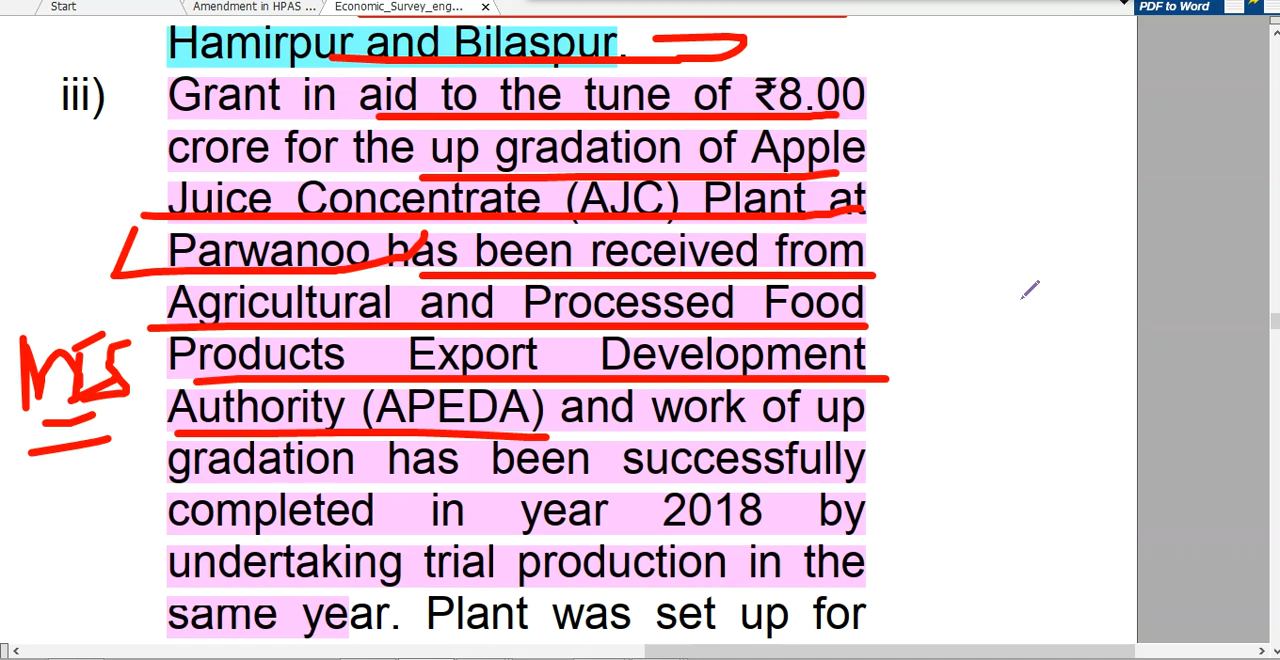 Start
Amendment in HPAS ...
Economic_Survey_eng...
PDF to Word
Hamirpur and Bilaspur.
iii) Grant in aid to the tune of ₹8.00
crore for the up gradation of Apple
Juice Concentrate (AJC) Plant at
Parwanoo has been received from
Agricultural and Processed Food
Products Export Development
Authority (APEDA) and work of up
gradation has been successfully
completed in year 2018 by
undertaking trial production in the
same year. Plant was set up for
MIS